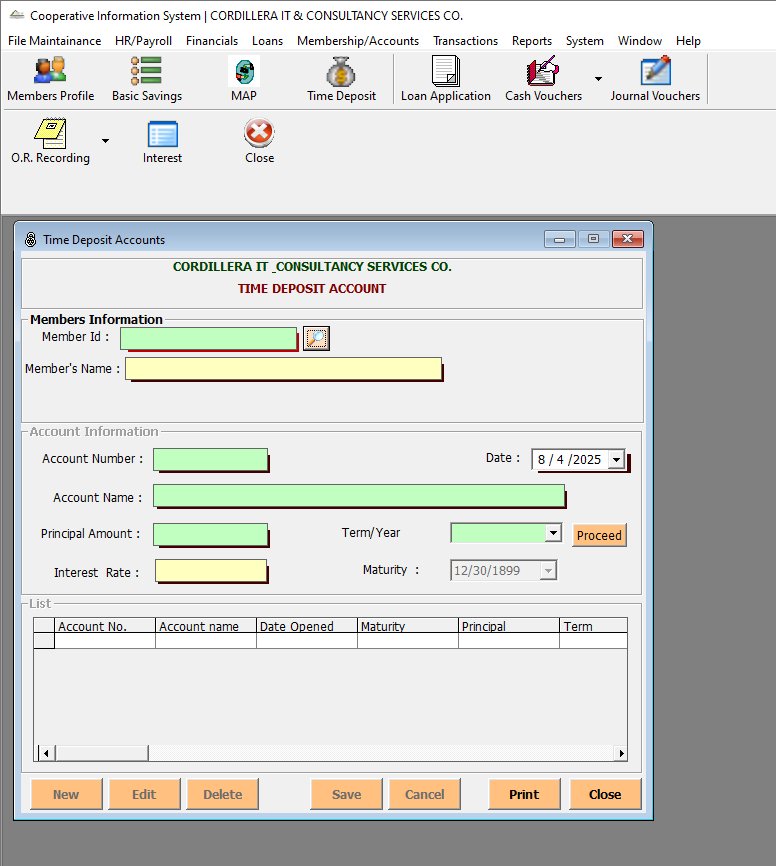 Cooperative Information System | CORDILLERA IT & CONSULTANCY SERVICES CO.
File Maintainance HR/Payroll Financials Loans Membership/Accounts Transactions Reports System Window Help
Members Profile Basic Savings MAP Time Deposit Loan Application Cash Vouchers Journal Vouchers
O.R. Recording Interest Close
Time Deposit Accounts
CORDILLERA IT _CONSULTANCY SERVICES CO.
TIME DEPOSIT ACCOUNT
Members Information
Member Id :
Member's Name :
Account Information
Account Number : Date : 8 / 4 /2025
Account Name :
Principal Amount : Term/Year Proceed
Interest Rate : Maturity : 12/30/1899
List
Account No. Account name Date Opened Maturity Principal Term
New Edit Delete Save Cancel Print Close